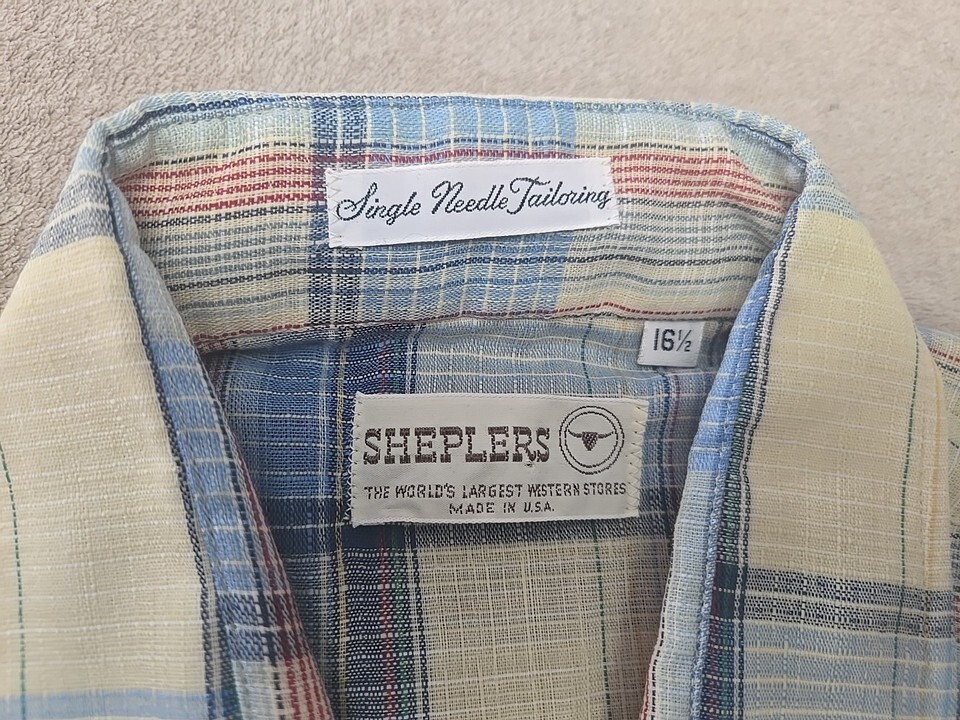 Single Needle Tailoring
16½
SHEPLERS
THE WORLD'S LARGEST WESTERN STORES
MADE IN U.S.A.